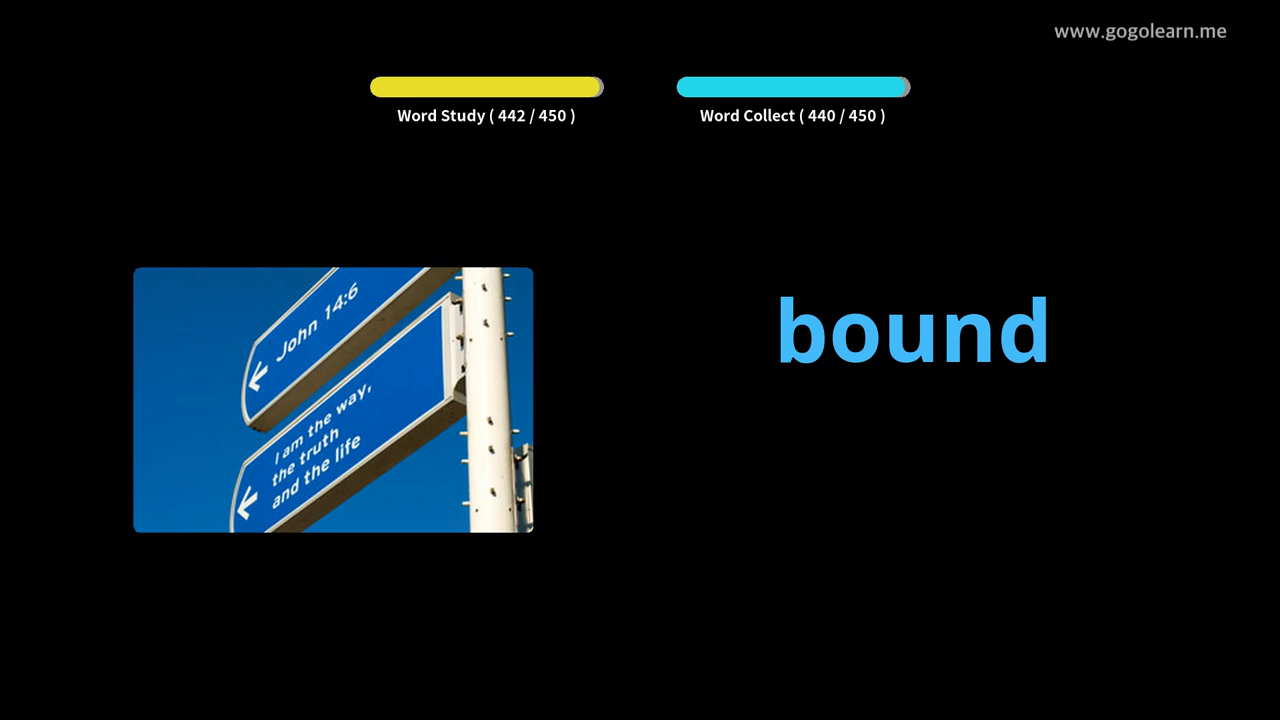 www.gogolearn.me
Word Study ( 442 / 450 )
Word Collect ( 440 / 450 )
John 14:6
I am the way,
the truth
and the life
bound